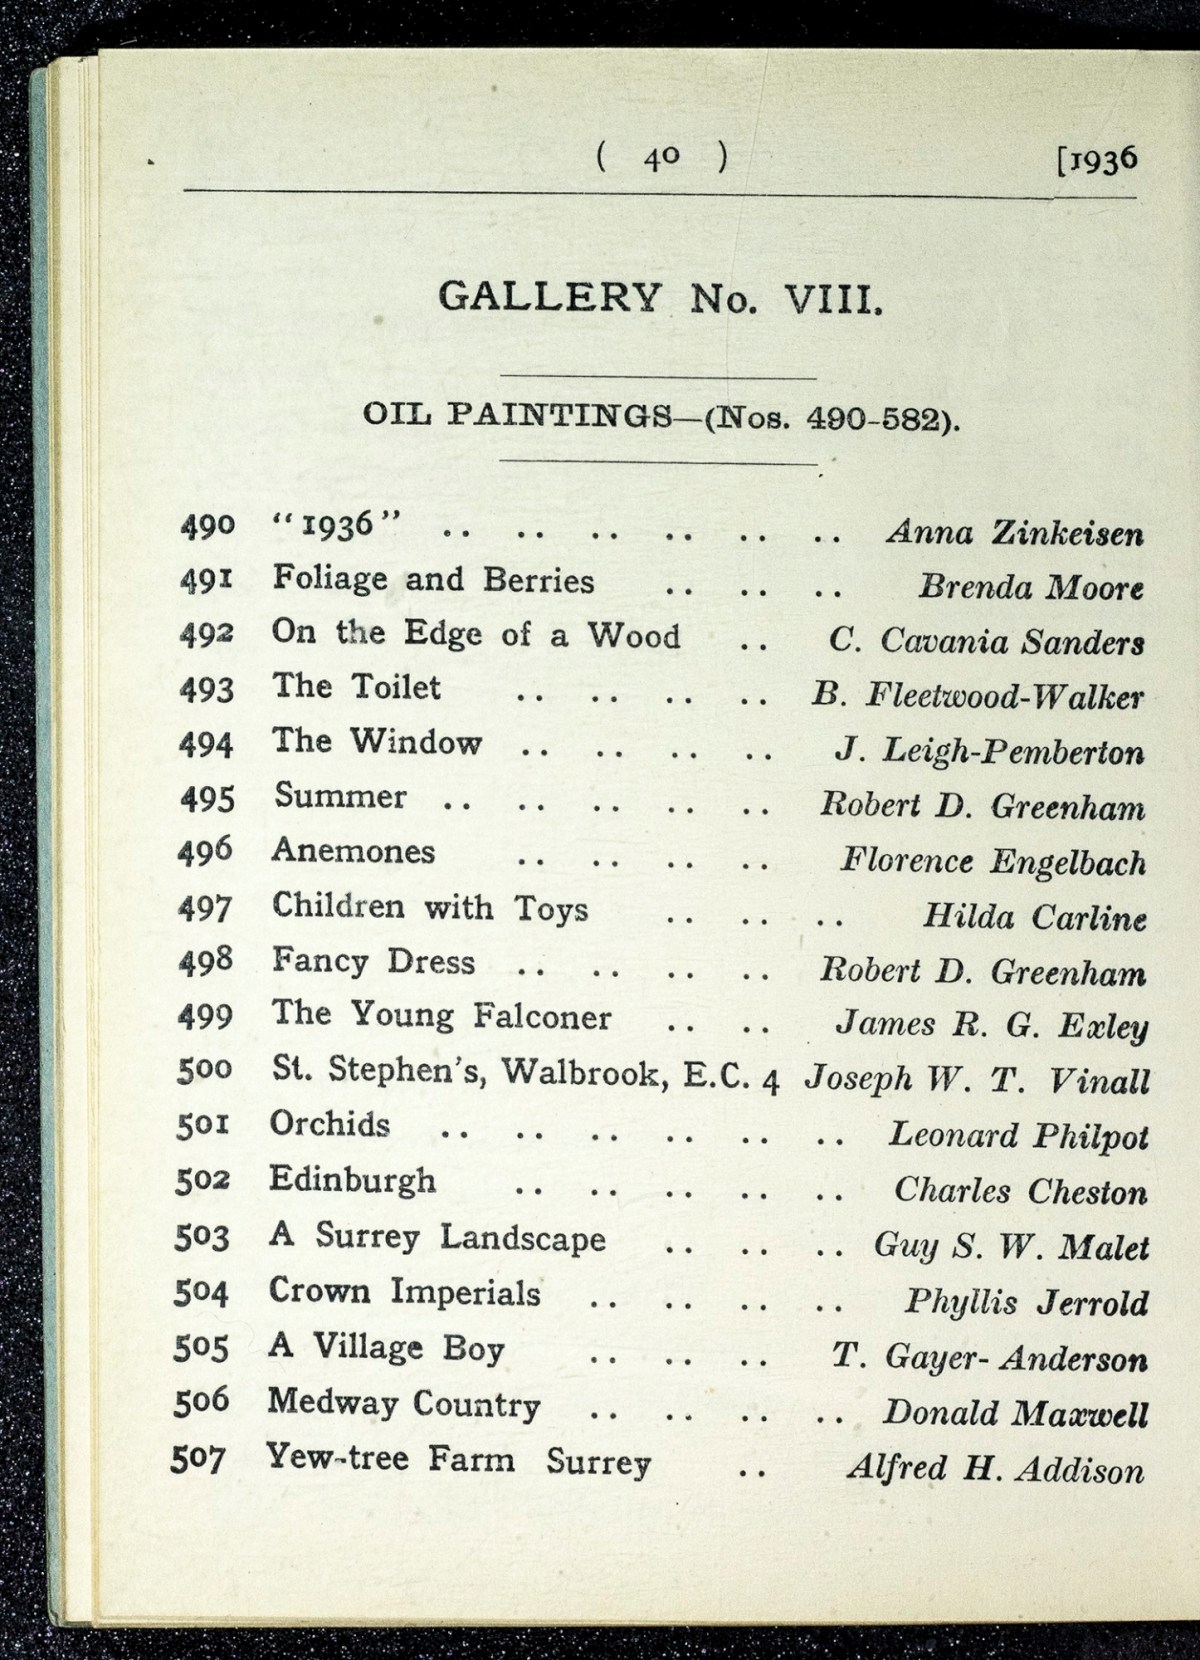 ( 40 ) [1936
GALLERY No. VIII.
OIL PAINTINGS—(Nos. 490-582).
490 “1936” .. .. .. .. .. .. Anna Zinkeisen
491 Foliage and Berries .. .. .. Brenda Moore
492 On the Edge of a Wood .. C. Cavania Sanders
493 The Toilet .. .. .. .. B. Fleetwood-Walker
494 The Window .. .. .. .. J. Leigh-Pemberton
495 Summer .. .. .. .. .. Robert D. Greenham
496 Anemones .. .. .. .. Florence Engelbach
497 Children with Toys .. .. .. Hilda Carline
498 Fancy Dress .. .. .. .. Robert D. Greenham
499 The Young Falconer .. .. James R. G. Exley
500 St. Stephen's, Walbrook, E.C. 4 Joseph W. T. Vinall
501 Orchids .. .. .. .. .. .. Leonard Philpot
502 Edinburgh .. .. .. .. .. Charles Cheston
503 A Surrey Landscape .. .. .. Guy S. W. Malet
504 Crown Imperials .. .. .. .. Phyllis Jerrold
505 A Village Boy .. .. .. T. Gayer- Anderson
506 Medway Country .. .. .. .. Donald Maxwell
507 Yew-tree Farm Surrey .. Alfred H. Addison